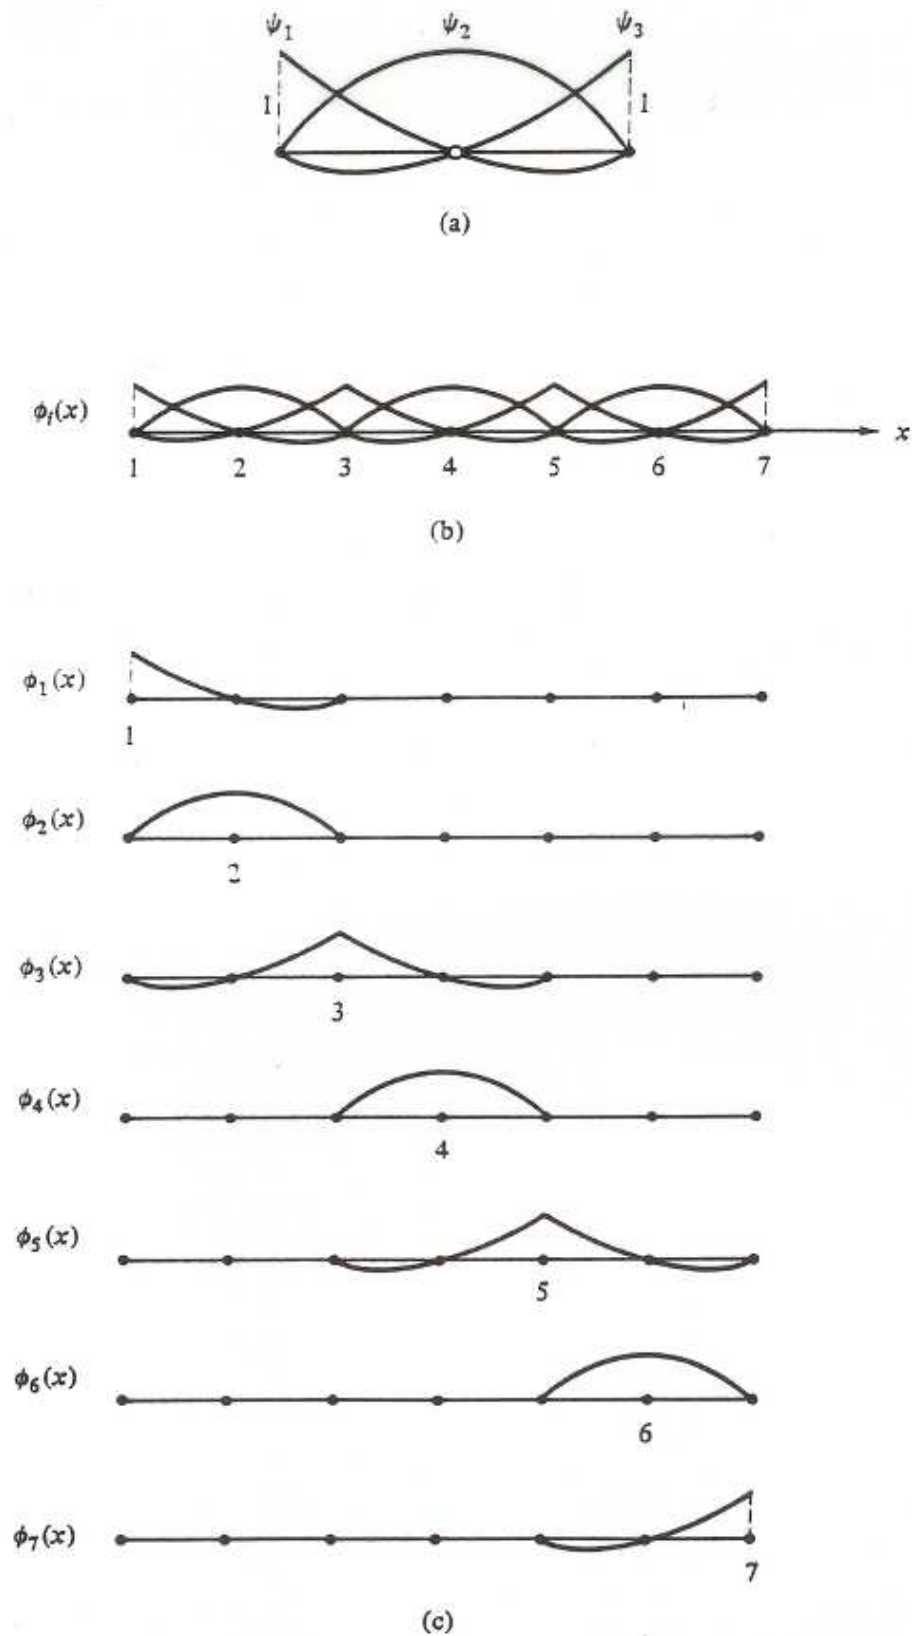 ψ₁ ψ₂ ψ₃
1 1
(a)
ϕᵢ(x) x
1 2 3 4 5 6 7
(b)
ϕ₁(x)
1
ϕ₂(x)
2
ϕ₃(x)
3
ϕ₄(x)
4
ϕ₅(x)
5
ϕ₆(x)
6
ϕ₇(x)
7
(c)